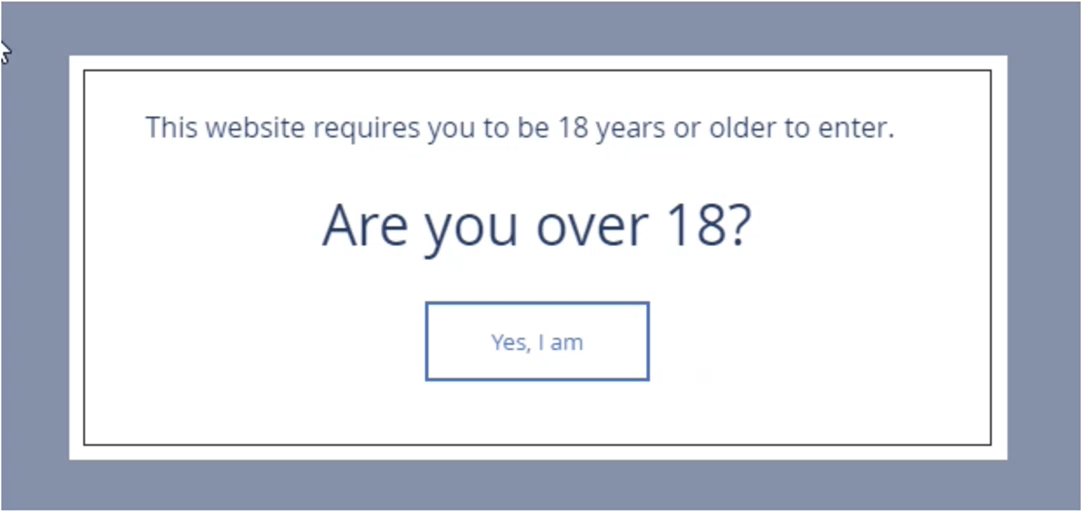 This website requires you to be 18 years or older to enter.
Are you over 18?
Yes, I am